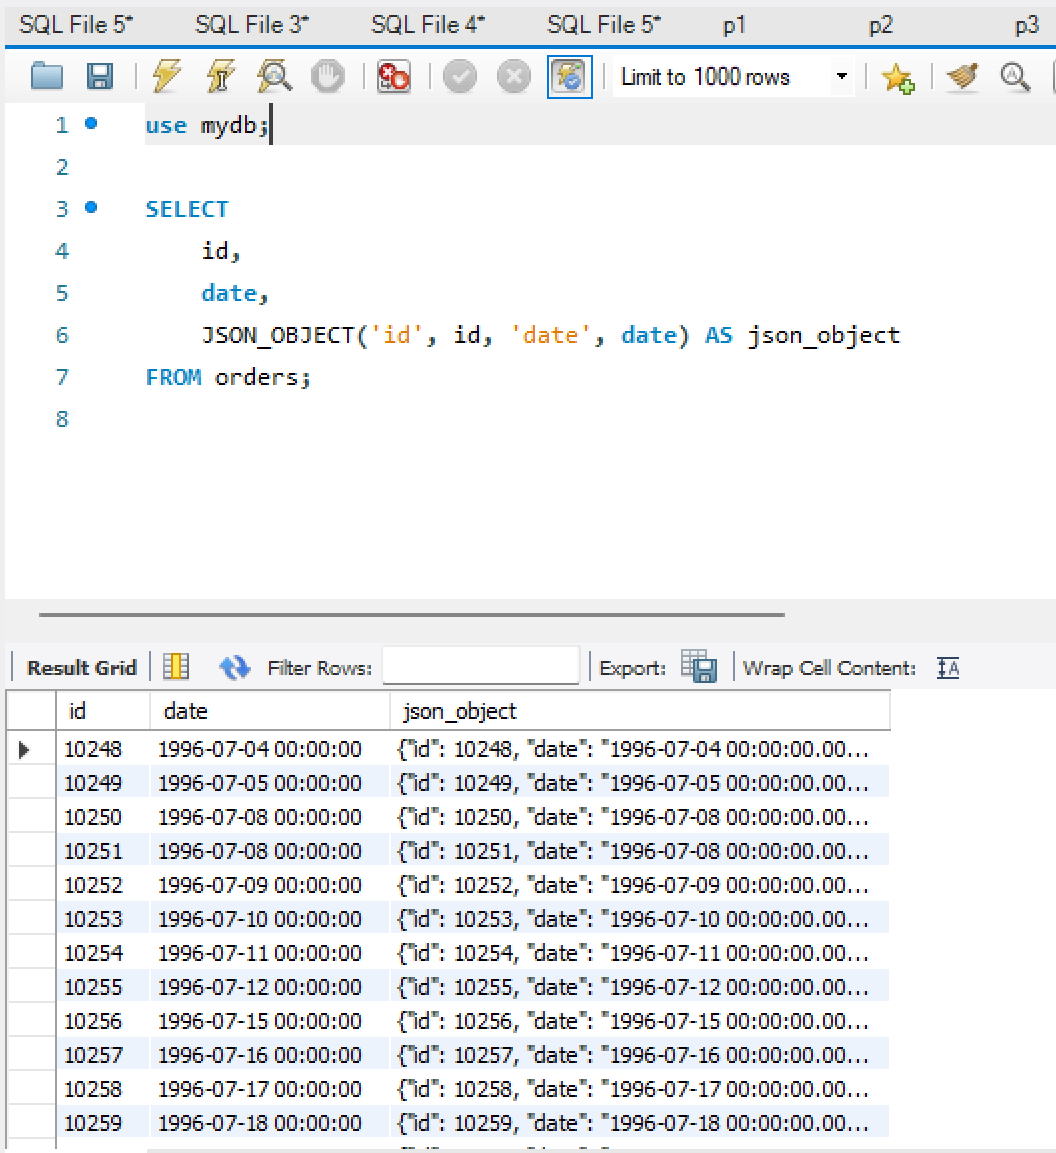 SQL File 5* SQL File 3* SQL File 4* SQL File 5* p1 p2 p3
Limit to 1000 rows
1 use mydb;
2
3 SELECT
4 id,
5 date,
6 JSON_OBJECT('id', id, 'date', date) AS json_object
7 FROM orders;
8
Result Grid Filter Rows: Export: Wrap Cell Content:
id date json_object
10248 1996-07-04 00:00:00 {"id": 10248, "date": "1996-07-04 00:00:00.00...
10249 1996-07-05 00:00:00 {"id": 10249, "date": "1996-07-05 00:00:00.00...
10250 1996-07-08 00:00:00 {"id": 10250, "date": "1996-07-08 00:00:00.00...
10251 1996-07-08 00:00:00 {"id": 10251, "date": "1996-07-08 00:00:00.00...
10252 1996-07-09 00:00:00 {"id": 10252, "date": "1996-07-09 00:00:00.00...
10253 1996-07-10 00:00:00 {"id": 10253, "date": "1996-07-10 00:00:00.00...
10254 1996-07-11 00:00:00 {"id": 10254, "date": "1996-07-11 00:00:00.00...
10255 1996-07-12 00:00:00 {"id": 10255, "date": "1996-07-12 00:00:00.00...
10256 1996-07-15 00:00:00 {"id": 10256, "date": "1996-07-15 00:00:00.00...
10257 1996-07-16 00:00:00 {"id": 10257, "date": "1996-07-16 00:00:00.00...
10258 1996-07-17 00:00:00 {"id": 10258, "date": "1996-07-17 00:00:00.00...
10259 1996-07-18 00:00:00 {"id": 10259, "date": "1996-07-18 00:00:00.00...